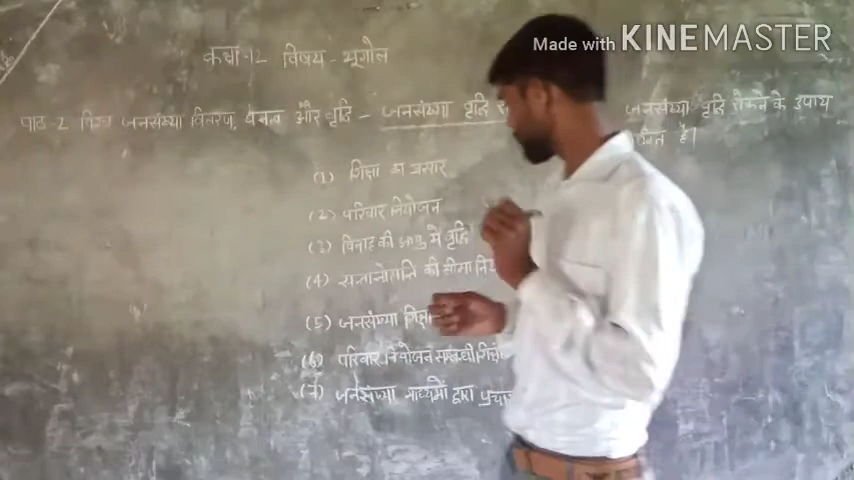 Made with KINEMASTER
कक्षा-12 विषय-भूगोल
पाठ-2 विश्व जनसंख्या वितरण, घनत्व और वृद्धि - जनसंख्या वृद्धि जनसंख्या वृद्धि रोकने के उपाय
है।
(1) शिक्षा का प्रसार
(2) परिवार नियोजन
(3) विवाह की आयु में वृद्धि
(4) सन्तानोत्पत्ति की सीमा
(5) जनसंख्या शिक्षा
(6) परिवार नियोजन सम्बन्धी
(7) जनसंख्या माध्यमों द्वारा